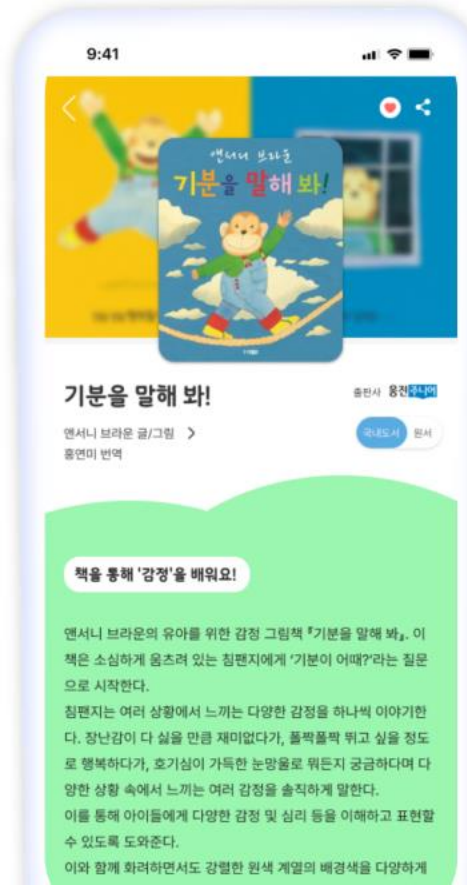 9:41
앤서니 브라운
기분을 말해 봐!
기분을 말해 봐!
출판사 웅진주니어
앤서니 브라운 글/그림 >
홍연미 번역
국내도서 원서
책을 통해 '감정'을 배워요!
앤서니 브라운의 유아를 위한 감정 그림책 『기분을 말해 봐』. 이
책은 소심하게 움츠려 있는 침팬지에게 ‘기분이 어때?’라는 질문
으로 시작한다.
침팬지는 여러 상황에서 느끼는 다양한 감정을 하나씩 이야기한
다. 장난감이 다 싫을 만큼 재미없다가, 폴짝폴짝 뛰고 싶을 정도
로 행복하다가, 호기심이 가득한 눈망울로 뭐든지 궁금하다며 다
양한 상황 속에서 느끼는 여러 감정을 솔직하게 말한다.
이를 통해 아이들에게 다양한 감정 및 심리 등을 이해하고 표현할
수 있도록 도와준다.
이와 함께 화려하면서도 강렬한 원색 계열의 배경색을 다양하게